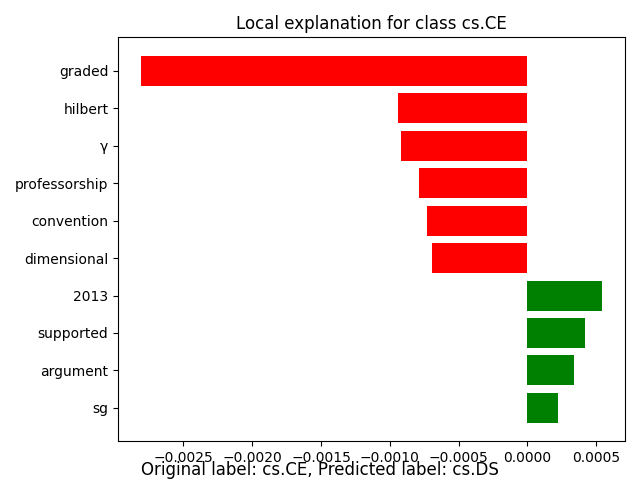 Local explanation for class cs.CE
graded
hilbert
γ
professorship
convention
dimensional
2013
supported
argument
sg
−0.0025 −0.0020 −0.0015 −0.0010 −0.0005 0.0000 0.0005
Original label: cs.CE, Predicted label: cs.DS